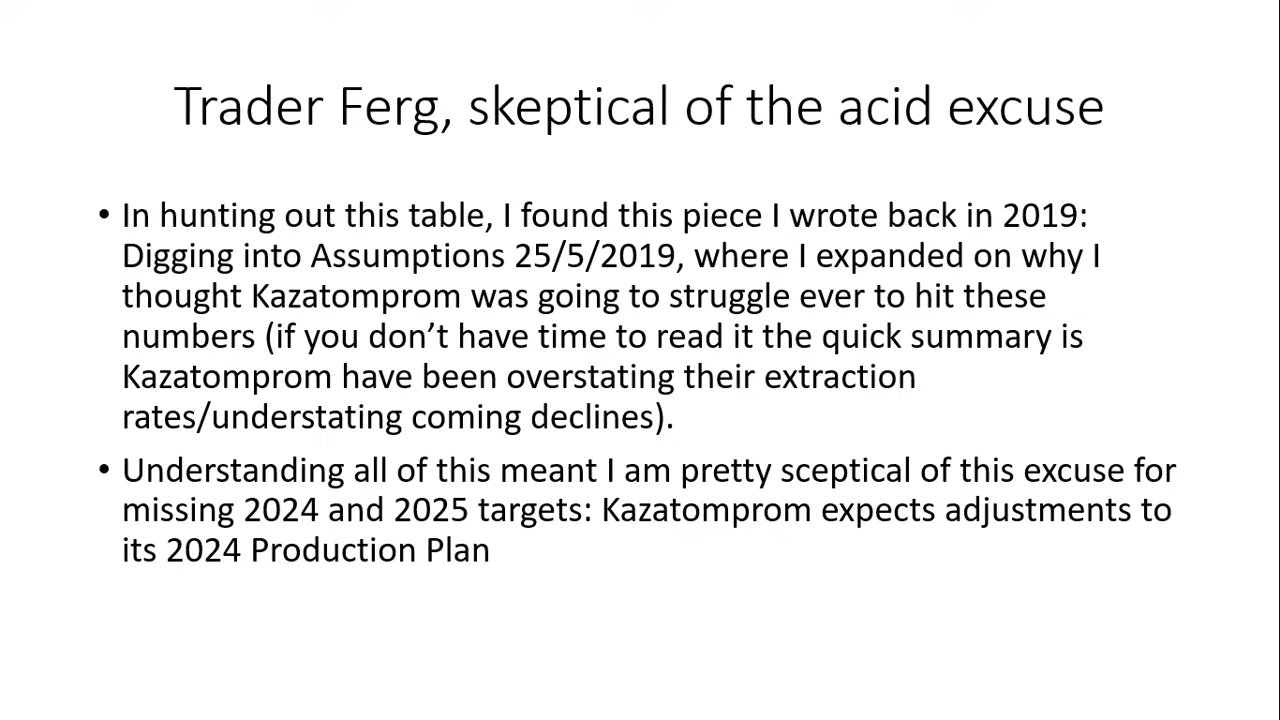 Trader Ferg, skeptical of the acid excuse
• In hunting out this table, I found this piece I wrote back in 2019:
Digging into Assumptions 25/5/2019, where I expanded on why I
thought Kazatomprom was going to struggle ever to hit these
numbers (if you don’t have time to read it the quick summary is
Kazatomprom have been overstating their extraction
rates/understating coming declines).
• Understanding all of this meant I am pretty sceptical of this excuse for
missing 2024 and 2025 targets: Kazatomprom expects adjustments to
its 2024 Production Plan